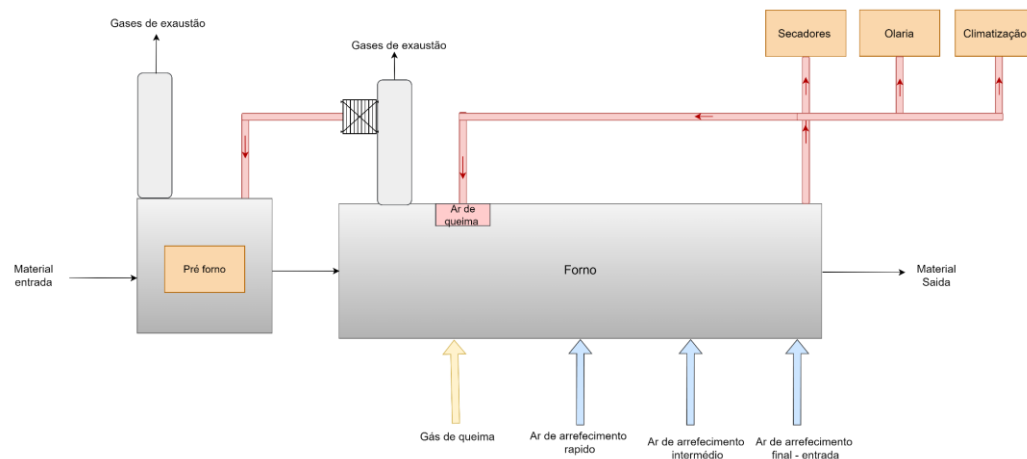 Gases de exaustão
Gases de exaustão
Secadores
Olaria
Climatização
Ar de
queima
Material
entrada
Pré forno
Forno
Material
Saida
Gás de queima
Ar de arrefecimento
rapido
Ar de arrefecimento
intermédio
Ar de arrefecimento
final - entrada